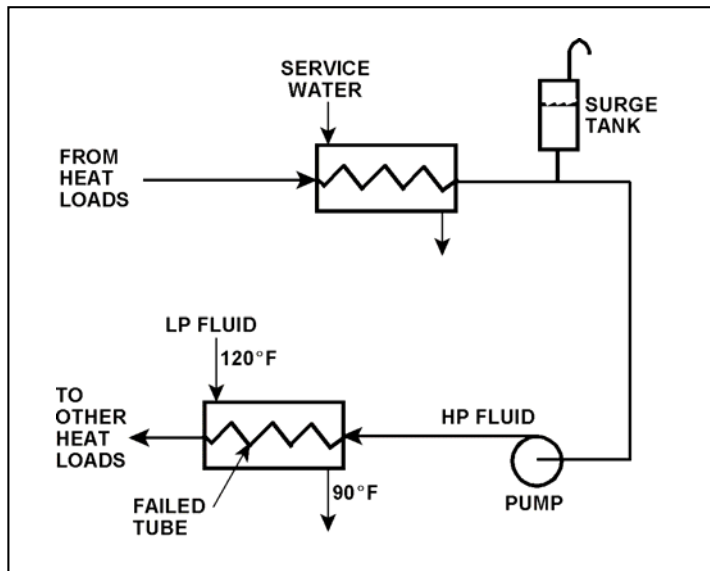 SERVICE
WATER
SURGE
TANK
FROM
HEAT
LOADS
LP FLUID
120°F
TO
OTHER
HEAT
LOADS
HP FLUID
90°F
FAILED
TUBE
PUMP